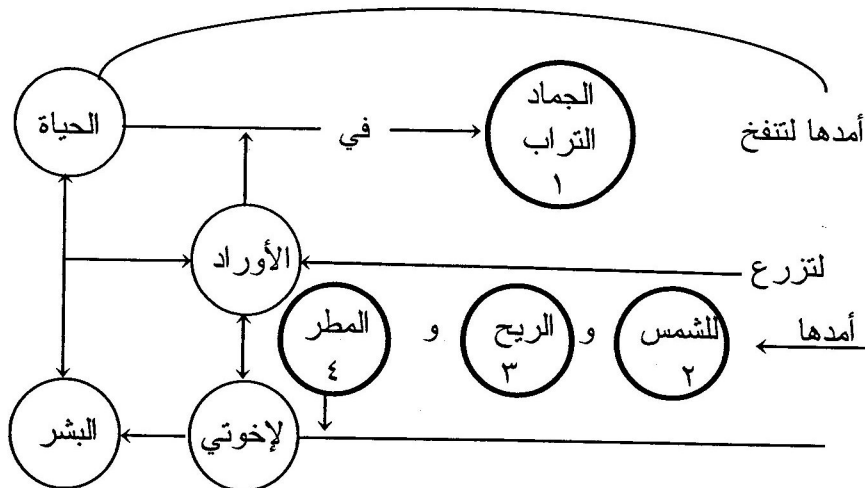 أمدها لتنفخ
الجماد
التراب
١
في
الحياة
لتزرع
الأوراد
أمدها
للشمس
٢
و
الريح
٣
و
المطر
٤
لإخوتي
البشر